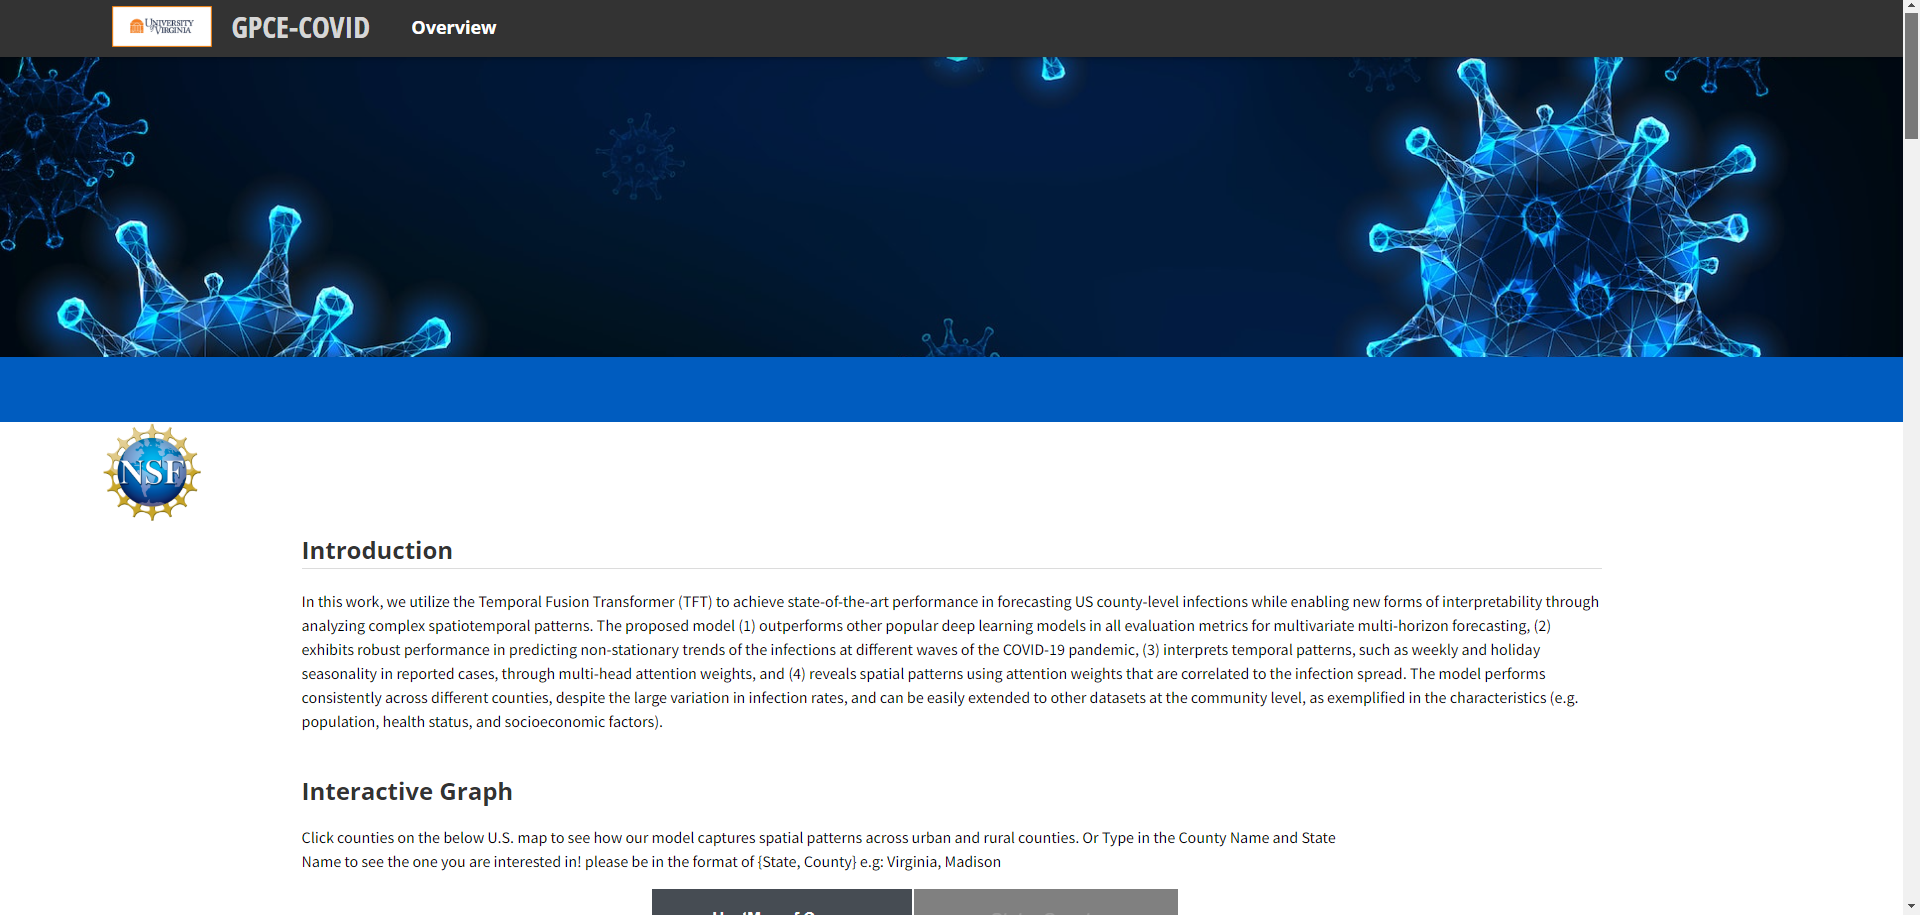 UNIVERSITY of VIRGINIA
GPCE-COVID
Overview
NSF
Introduction
In this work, we utilize the Temporal Fusion Transformer (TFT) to achieve state-of-the-art performance in forecasting US county-level infections while enabling new forms of interpretability through
analyzing complex spatiotemporal patterns. The proposed model (1) outperforms other popular deep learning models in all evaluation metrics for multivariate multi-horizon forecasting, (2)
exhibits robust performance in predicting non-stationary trends of the infections at different waves of the COVID-19 pandemic, (3) interprets temporal patterns, such as weekly and holiday
seasonality in reported cases, through multi-head attention weights, and (4) reveals spatial patterns using attention weights that are correlated to the infection spread. The model performs
consistently across different counties, despite the large variation in infection rates, and can be easily extended to other datasets at the community level, as exemplified in the characteristics (e.g.
population, health status, and socioeconomic factors).
Interactive Graph
Click counties on the below U.S. map to see how our model captures spatial patterns across urban and rural counties. Or Type in the County Name and State
Name to see the one you are interested in! please be in the format of {State, County} e.g: Virginia, Madison